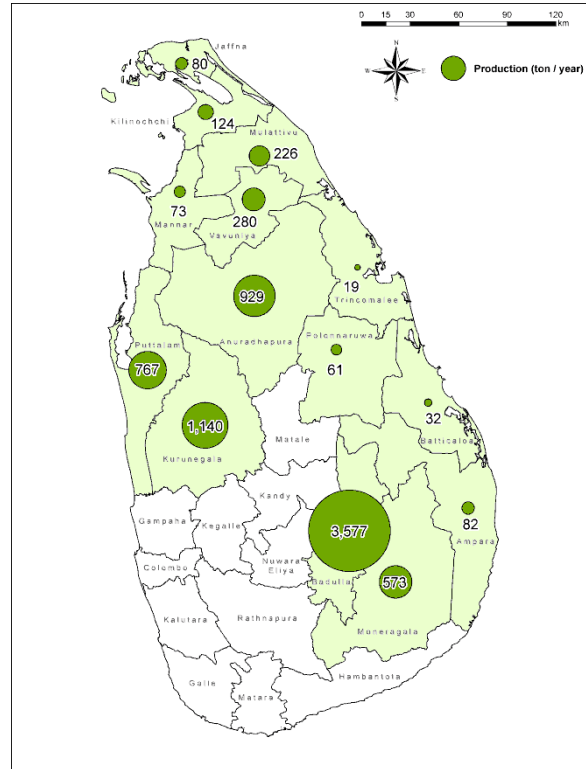 0 15 30 60 90 120
km
N
W E
S
Production (ton / year)
Jaffna
80
Kilinochchi
124
Mulattivu
226
73
Mannar
280
Vavuniya
19
Trincomalee
929
Anuradhapura
Polonnaruwa
61
Puttalam
767
32
Batticaloa
1,140
Kurunegala
Matale
Kandy
Gampaha
Kegalle
3,577
82
Ampara
Nuwara
Eliya
Colombo
Badulla
573
Kalutara
Rathnapura
Moneragula
Hambantota
Galle
Matara